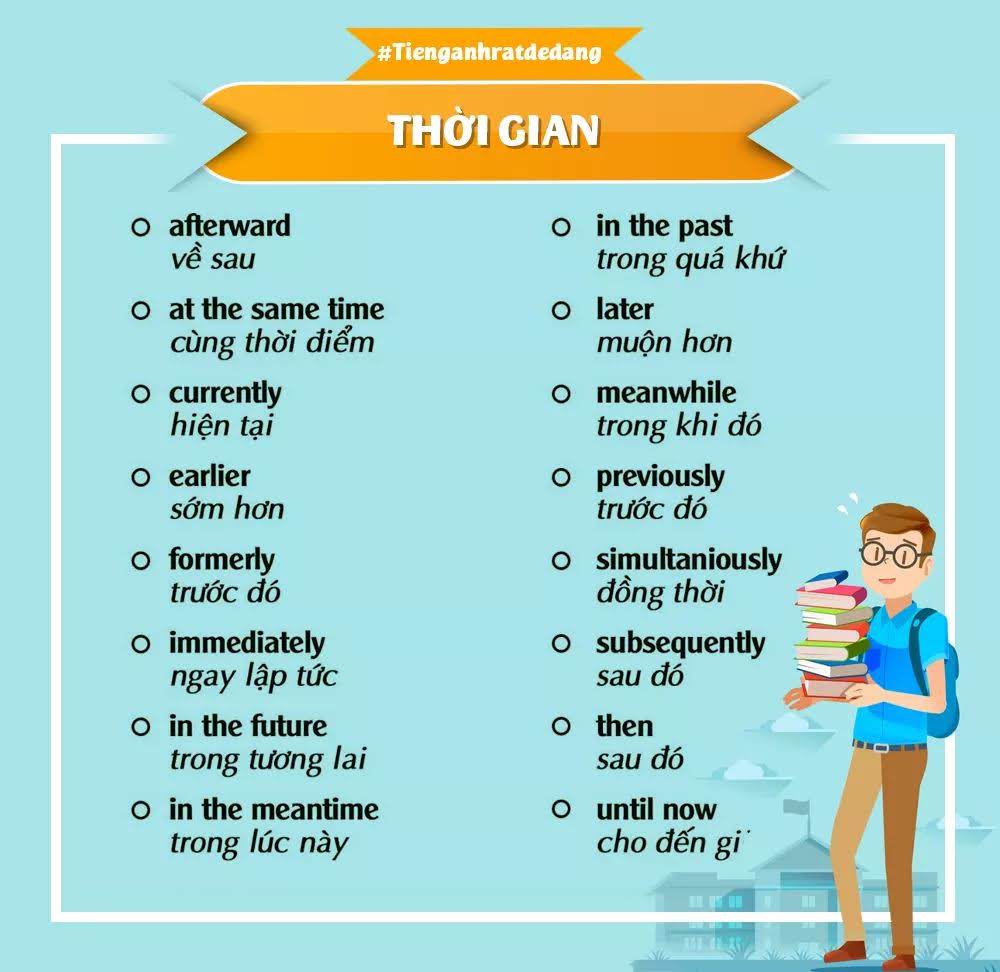 #Tienganhratdedang
THỜI GIAN
afterward
về sau
at the same time
cùng thời điểm
currently
hiện tại
earlier
sớm hơn
formerly
trước đó
immediately
ngay lập tức
in the future
trong tương lai
in the meantime
trong lúc này
in the past
trong quá khứ
later
muộn hơn
meanwhile
trong khi đó
previously
trước đó
simultaniously
đồng thời
subsequently
sau đó
then
sau đó
until now
cho đến